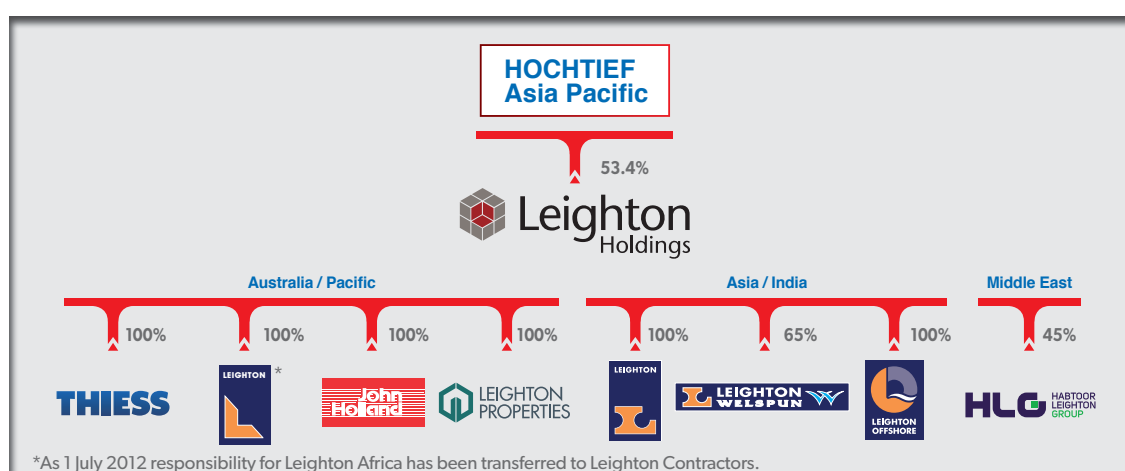 HOCHTIEF
Asia Pacific
53.4%
Leighton
Holdings
Australia / Pacific
Asia / India
Middle East
100%
100%
100%
100%
100%
65%
100%
45%
THIESS
LEIGHTON
*
John
Holland
LEIGHTON
PROPERTIES
LEIGHTON
LEIGHTON
WELSPUN
LEIGHTON
OFFSHORE
HLG
HABTOOR
LEIGHTON
GROUP
*As 1 July 2012 responsibility for Leighton Africa has been transferred to Leighton Contractors.